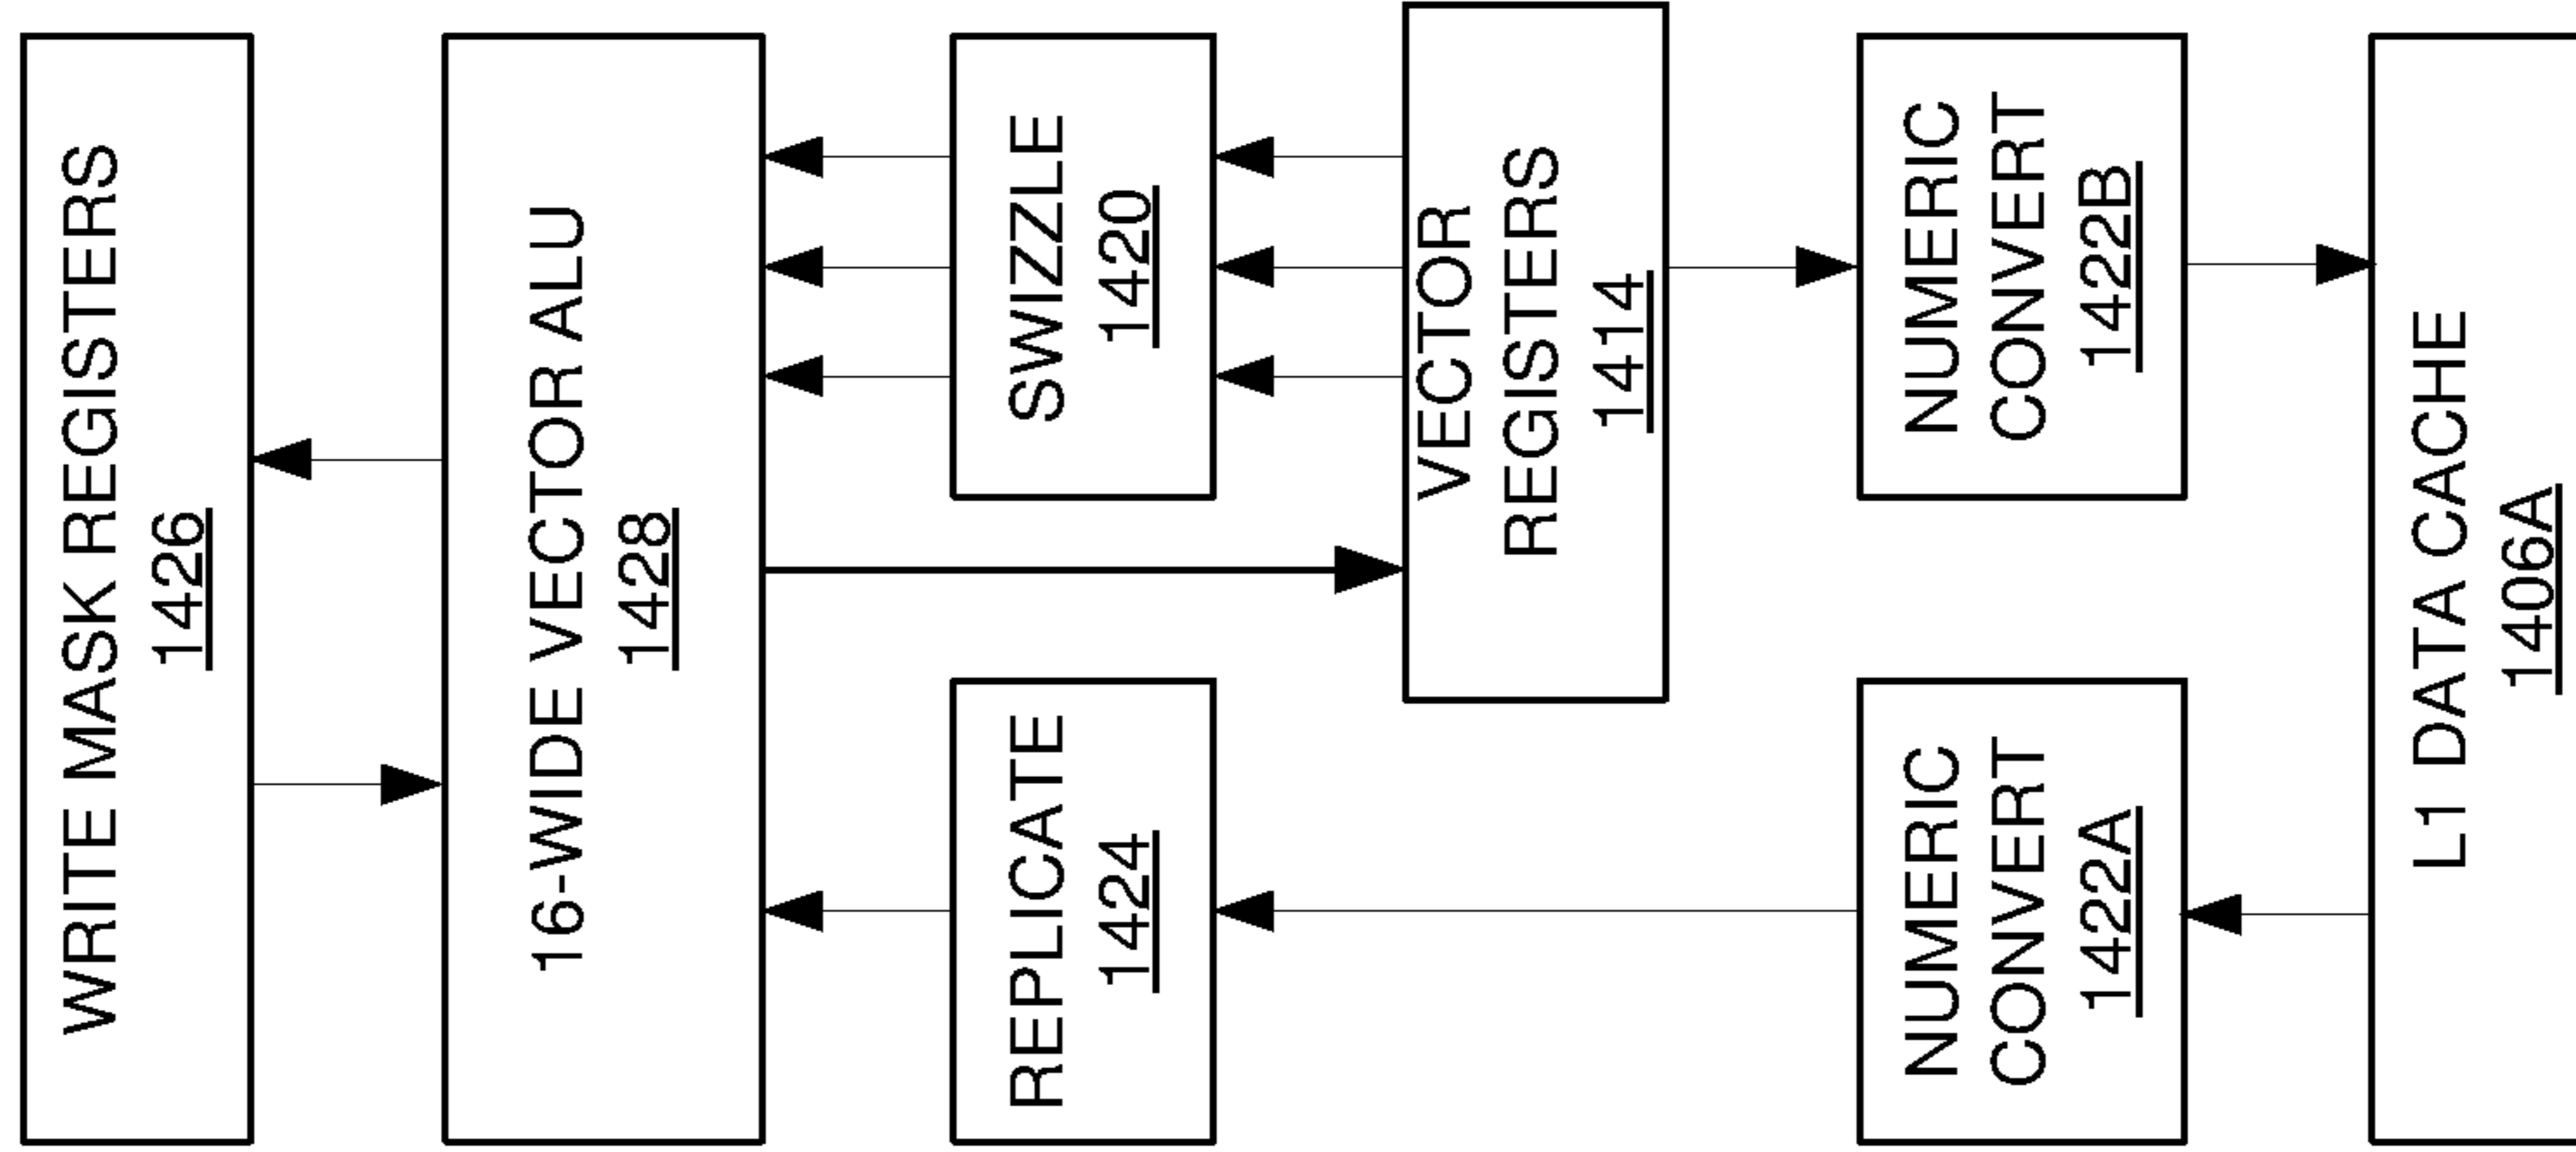 WRITE MASK REGISTERS
1426
16-WIDE VECTOR ALU
1428
REPLICATE
1424
SWIZZLE
1420
VECTOR
REGISTERS
1414
NUMERIC
CONVERT
1422A
NUMERIC
CONVERT
1422B
L1 DATA CACHE
1406A